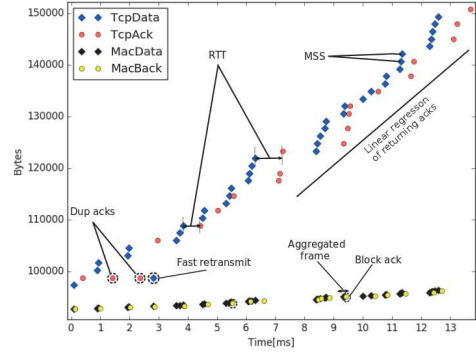 TcpData
TcpAck
MacData
MacBack
RTT
MSS
150000
140000
130000
120000
110000
100000
Bytes
Linear regresson
of returning acks
Dup acks
Fast retransmit
Aggregated
frame
Block ack
0 1 2 3 4 5 6 7 8 9 10 11 12 13
Time[ms]